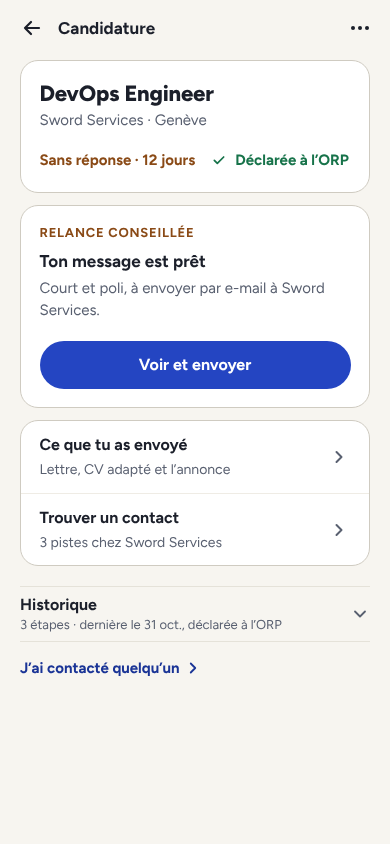 Candidature
DevOps Engineer
Sword Services · Genève
Sans réponse · 12 jours
Déclarée à l’ORP
RELANCE CONSEILLÉE
Ton message est prêt
Court et poli, à envoyer par e-mail à Sword
Services.
Voir et envoyer
Ce que tu as envoyé
Lettre, CV adapté et l’annonce
Trouver un contact
3 pistes chez Sword Services
Historique
3 étapes · dernière le 31 oct., déclarée à l’ORP
J’ai contacté quelqu’un